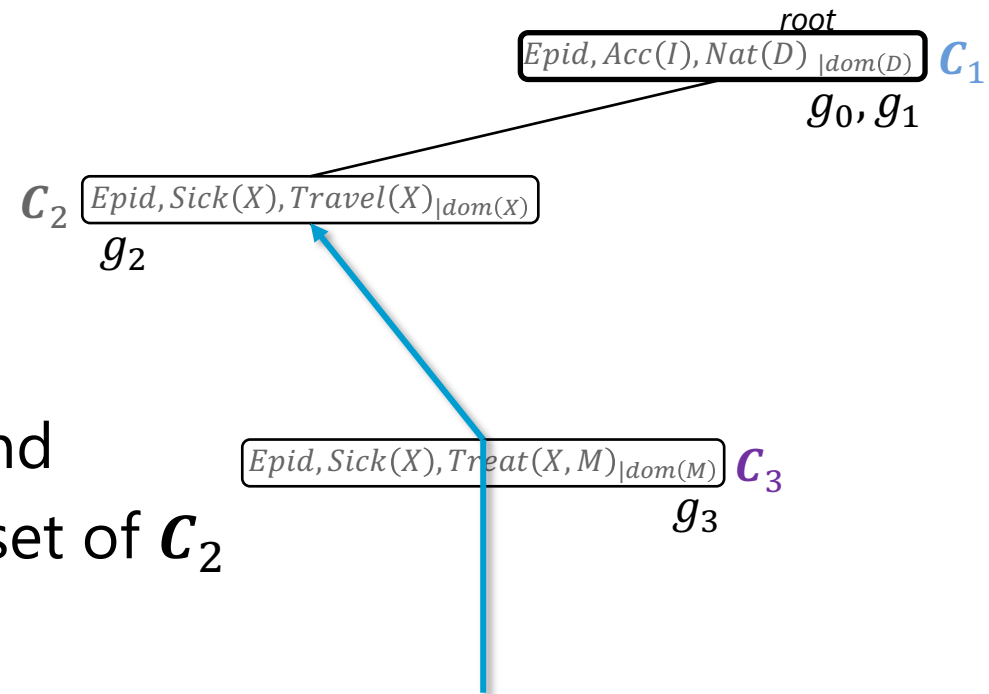 root
Epid, Acc(I), Nat(D) |dom(D) C₁
g₀, g₁
C₂ Epid, Sick(X), Travel(X)|dom(X)
g₂
nd
Epid, Sick(X), Treat(X, M)|dom(M) C₃
g₃
set of C₂